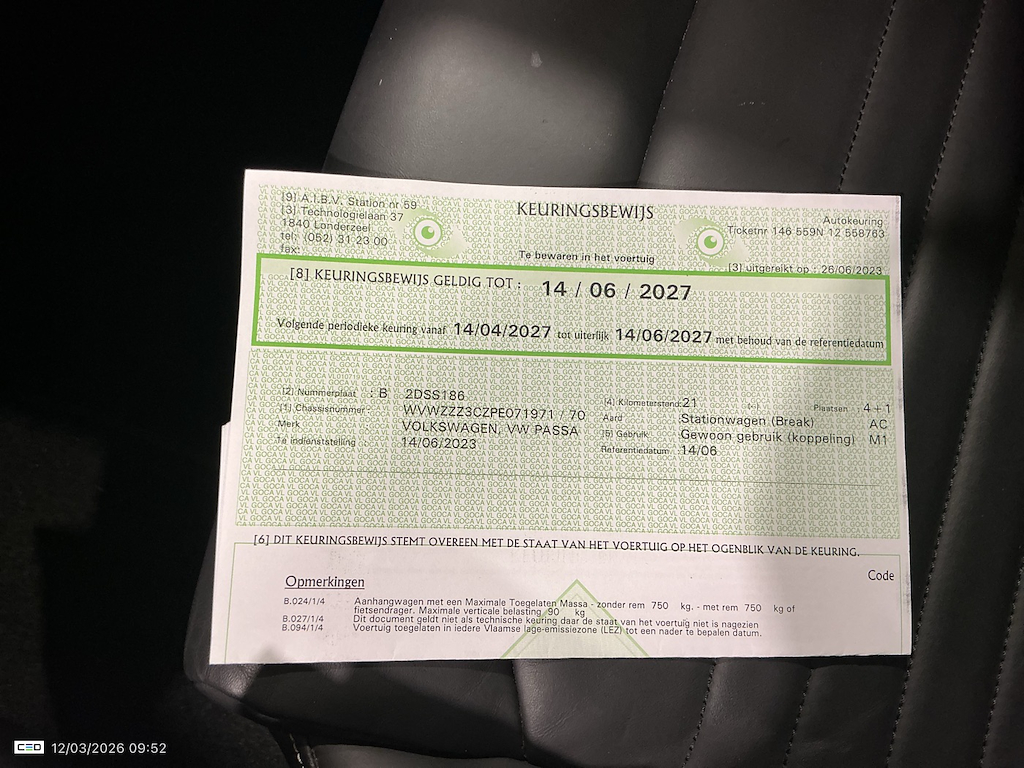 [9] A.I.B.V. Station nr 59
[3] Technologielaan 37
1840 Londerzeel
tel: (052) 31 23 00
fax:
KEURINGSBEWIJS
Te bewaren in het voertuig
Autokeuring
Ticketnr 146 559N 12 558763
[3] uitgereikt op : 26/06/2023
[8] KEURINGSBEWIJS GELDIG TOT : 14 / 06 / 2027
Volgende periodieke keuring vanaf 14/04/2027 tot uiterlijk 14/06/2027 met behoud van de referentiedatum
[2] Nummerplaat : B 2DSS186
[1] Chassisnummer : WVWZZZ3CZPE071971 / 70
Merk VOLKSWAGEN, VW PASSA
1e indienststelling : 14/06/2023
[4] Kilometerstand: 21 Plaatsen : 4 + 1
Aard Stationwagen (Break) AC
[5] Gebruik Gewoon gebruik (koppeling) M1
Referentiedatum 14/06
[6] DIT KEURINGSBEWIJS STEMT OVEREEN MET DE STAAT VAN HET VOERTUIG OP HET OGENBLIK VAN DE KEURING.
Code
Opmerkingen
B.024/1/4 Aanhangwagen met een Maximale Toegelaten Massa - zonder rem 750 kg. - met rem 750 kg of
fietsendrager. Maximale verticale belasting 90 kg
B.027/1/4 Dit document geldt niet als technische keuring daar de staat van het voertuig niet is nagezien
B.094/1/4 Voertuig toegelaten in iedere Vlaamse lage-emissiezone (LEZ) tot een nader te bepalen datum.
12/03/2026 09:52